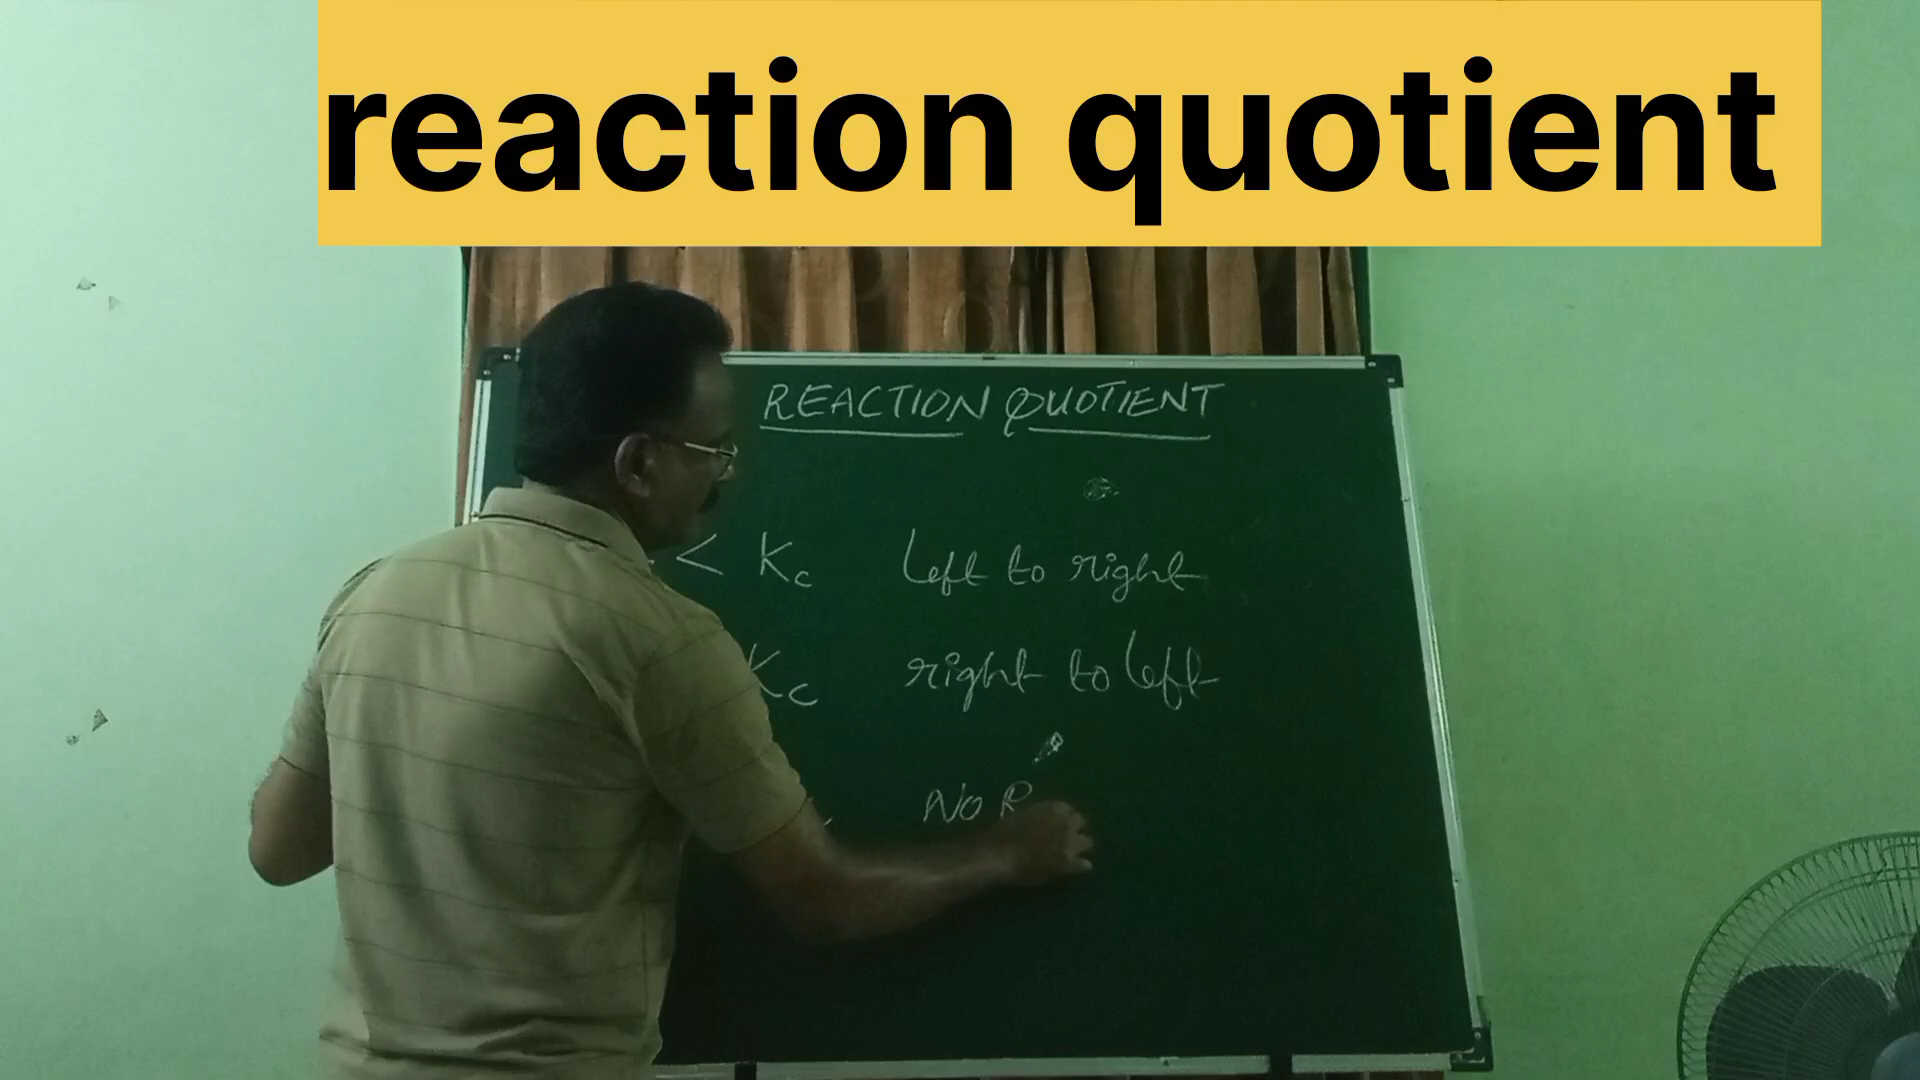 reaction quotient
REACTION QUOTIENT
< Kc left to right
Kc right to left
No R